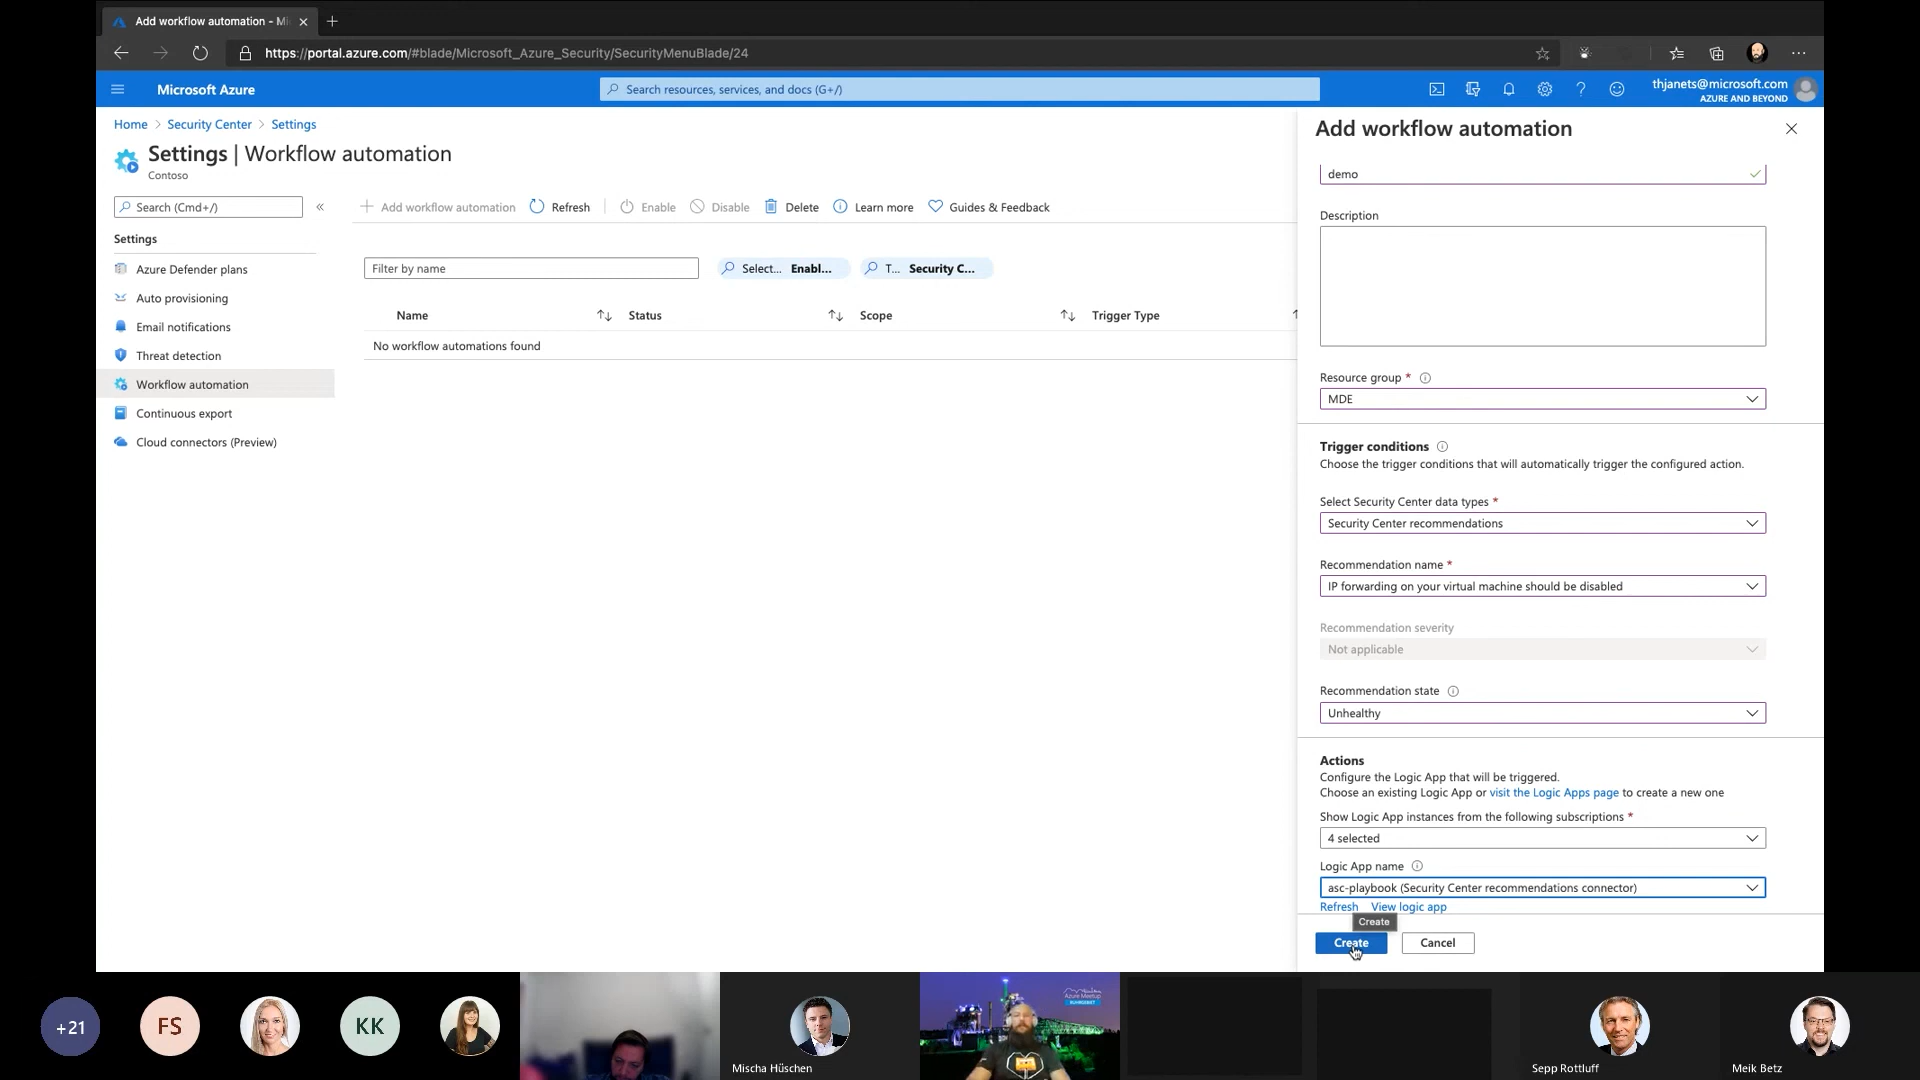 Add workflow automation - Mi
https://portal.azure.com/#blade/Microsoft_Azure_Security/SecurityMenuBlade/24
Microsoft Azure
Search resources, services, and docs (G+/)
thjanets@microsoft.com
AZURE AND BEYOND
Home > Security Center > Settings
Settings | Workflow automation
Contoso
Search (Cmd+/)
«
Add workflow automation
Refresh
Enable
Disable
Delete
Learn more
Guides & Feedback
Settings
Azure Defender plans
Auto provisioning
Email notifications
Threat detection
Workflow automation
Continuous export
Cloud connectors (Preview)
Filter by name
Select... Enabl...
T... Security C...
Name
Status
Scope
Trigger Type
No workflow automations found
Add workflow automation
demo
Description
Resource group *
MDE
Trigger conditions
Choose the trigger conditions that will automatically trigger the configured action.
Select Security Center data types *
Security Center recommendations
Recommendation name *
IP forwarding on your virtual machine should be disabled
Recommendation severity
Not applicable
Recommendation state
Unhealthy
Actions
Configure the Logic App that will be triggered.
Choose an existing Logic App or visit the Logic Apps page to create a new one
Show Logic App instances from the following subscriptions *
4 selected
Logic App name
asc-playbook (Security Center recommendations connector)
Refresh View logic app
Create
Create
Cancel
+21
FS
KK
Mischa Hüschen
Azure Meetup
RUHRGEBIET
Sepp Rottluff
Meik Betz